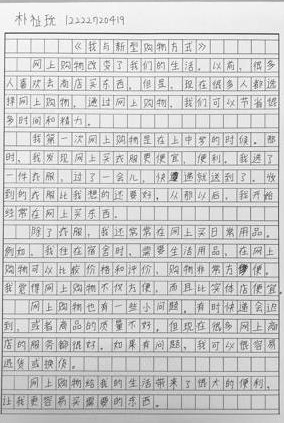 朴祉玧 12222720419
《我与新型购物方式》
网上购物改变了我们的生活。以前，很多
人喜欢去商店买东西。但是，现在很多人都选
择网上购物。通过网上购物，我们可以节省很
多时间和精力。
我第一次网上购物是在上中学的时候。那
时，我发现网上买衣服更便宜，便利。我选了
一件衣服，过了一会儿，快递就送到了。收
到的衣服比我想的还要好，从那以后，我开始
经常在网上买东西。
除了衣服，我还常常在网上买日常用品。
例如，我住在宿舍时，需要生活用品，在网上
购物可以比较价格和评价，购物非常方便。
我觉得网上购物不仅方便，而且比实体店便宜。
网上购物也有一些小问题。有时快递会迟
到，或者商品的质量不好。但现在很多网上商
店的服务都很好，如果有问题，我可以很容易
退货或换货。
网上购物给我的生活带来了很大的便利，
让我更容易买需要的东西。